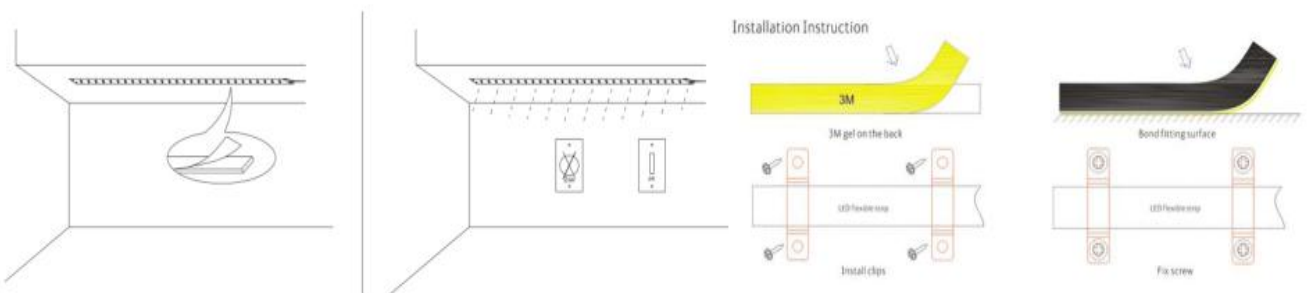 Installation Instruction
3M
3M gel on the back
Bond fitting surface
LED flexible strip
LED flexible strip
Install clips
Fix screw